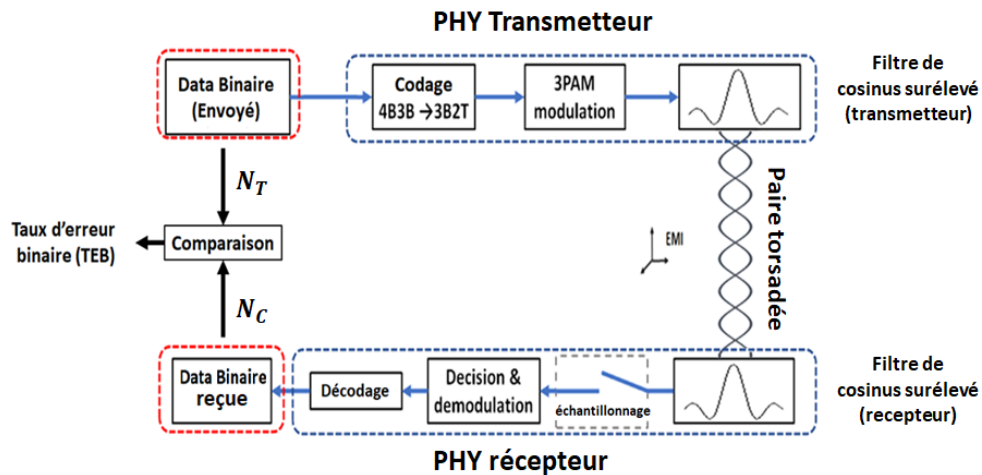 PHY Transmetteur
Data Binaire
(Envoyé)
Codage
4B3B →3B2T
3PAM
modulation
Filtre de
cosinus surélevé
(transmetteur)
N_T
Taux d'erreur
binaire (TEB)
Comparaison
EMI
Paire torsadée
N_C
Data Binaire
reçue
Décodage
Decision &
demodulation
échantillonnage
Filtre de
cosinus surélevé
(recepteur)
PHY récepteur